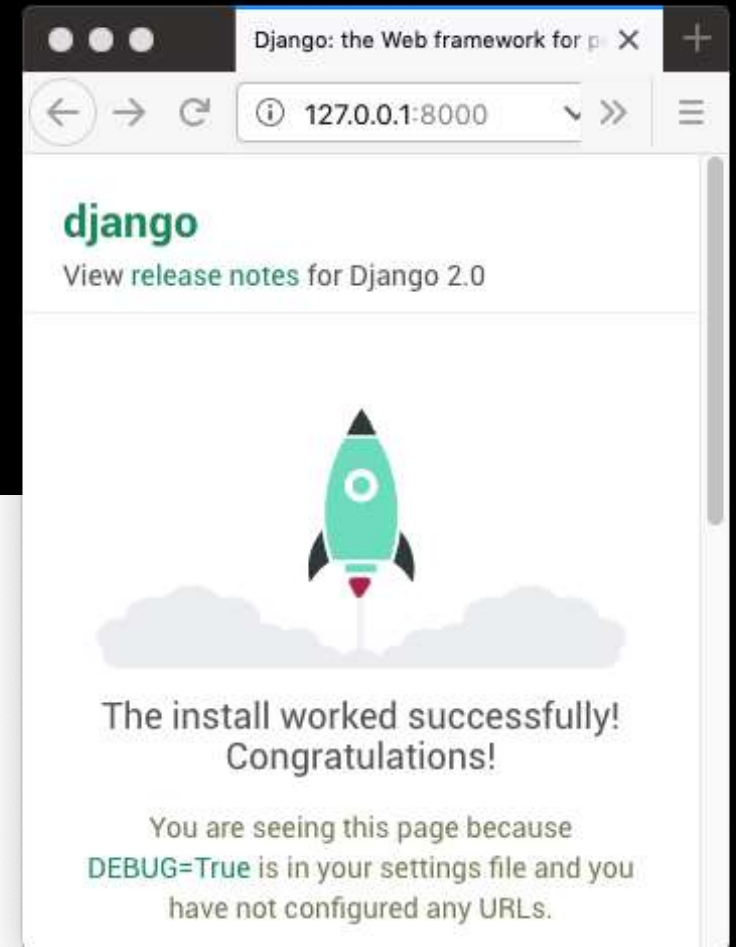 Django: the Web framework for p
127.0.0.1:8000
django
View release notes for Django 2.0
The install worked successfully!
Congratulations!
You are seeing this page because
DEBUG=True is in your settings file and you
have not configured any URLs.